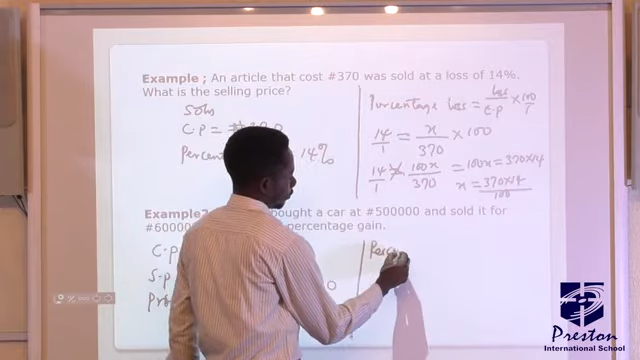 Example ; An article that cost #370 was sold at a loss of 14%.
What is the selling price?
Soln
C.P = #370
Percent 14%
Percentage loss = loss/C.P × 100/1
14/1 = x/370 × 100
14/1 × 100x/370 = 100x = 370×14
x = 370×14/100
Example2 bought a car at #500000 and sold it for
#60000 percentage gain.
C.P
S.P
Pro 0
Perc
Preston
International School